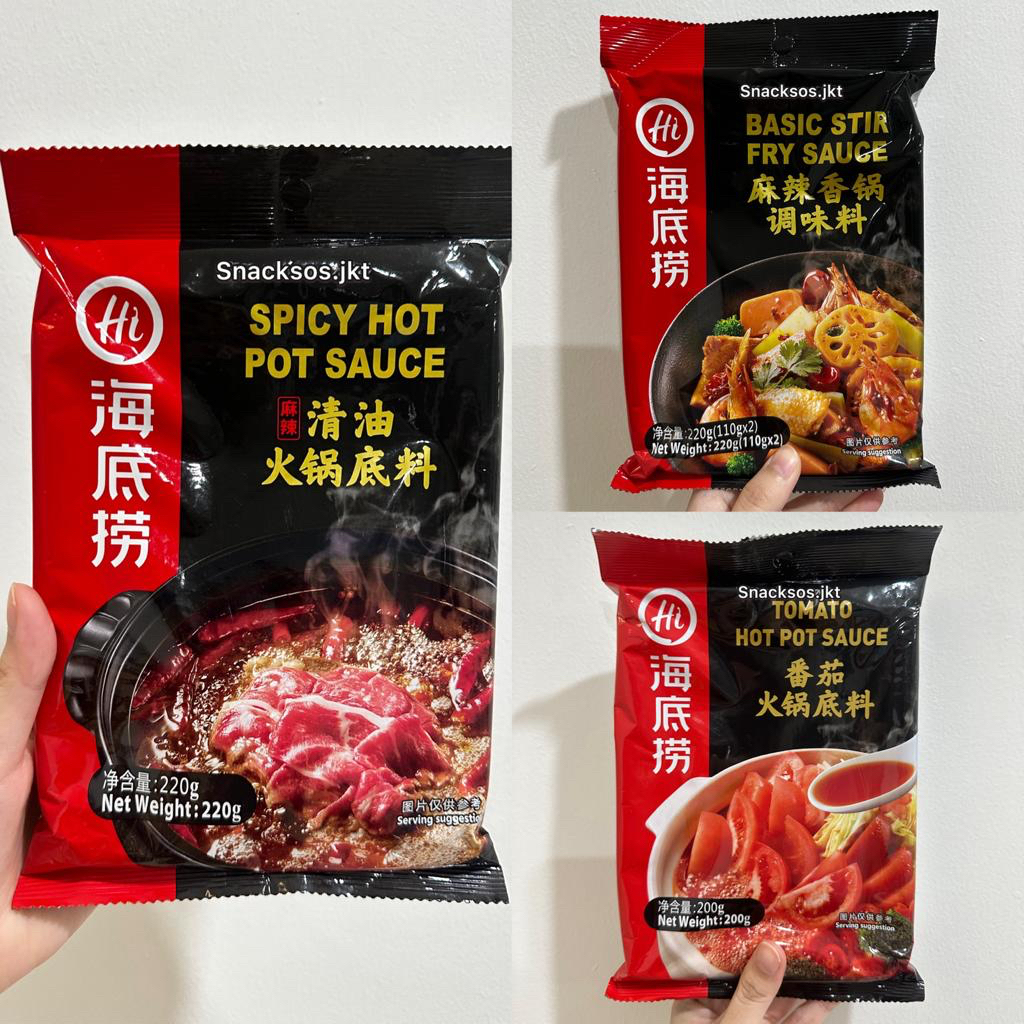 Snacksos.jkt
Hi
海底捞
SPICY HOT
POT SAUCE
麻辣
清油
火锅底料
净含量:220g
Net Weight:220g
图片仅供参考
Serving suggestion
Snacksos.jkt
Hi
海底捞
BASIC STIR
FRY SAUCE
麻辣香锅
调味料
净含量:220g(110gx2)
Net Weight:220g(110gx2)
图片仅供参考
Serving suggestion
Snacksos.jkt
Hi
海底捞
TOMATO
HOT POT SAUCE
番茄
火锅底料
净含量:200g
Net Weight:200g
图片仅供参考
Serving suggestion